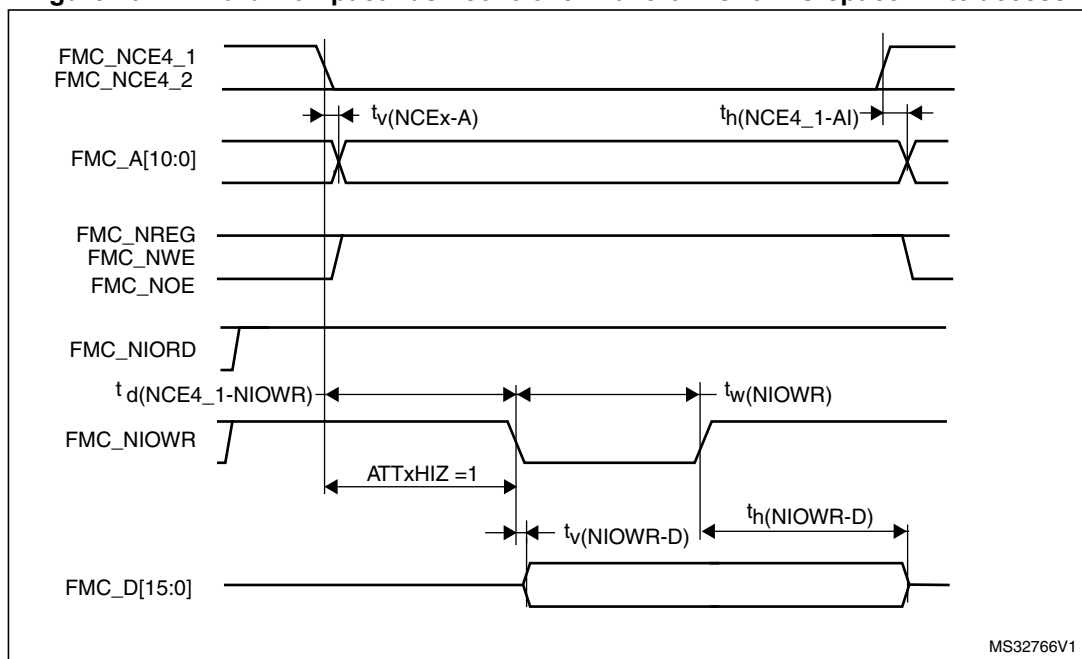 FMC_NCE4_1
FMC_NCE4_2
tv(NCEx-A)
th(NCE4_1-AI)
FMC_A[10:0]
FMC_NREG
FMC_NWE
FMC_NOE
FMC_NIORD
td(NCE4_1-NIOWR)
tw(NIOWR)
FMC_NIOWR
ATTxHIZ =1
tv(NIOWR-D)
th(NIOWR-D)
FMC_D[15:0]
MS32766V1